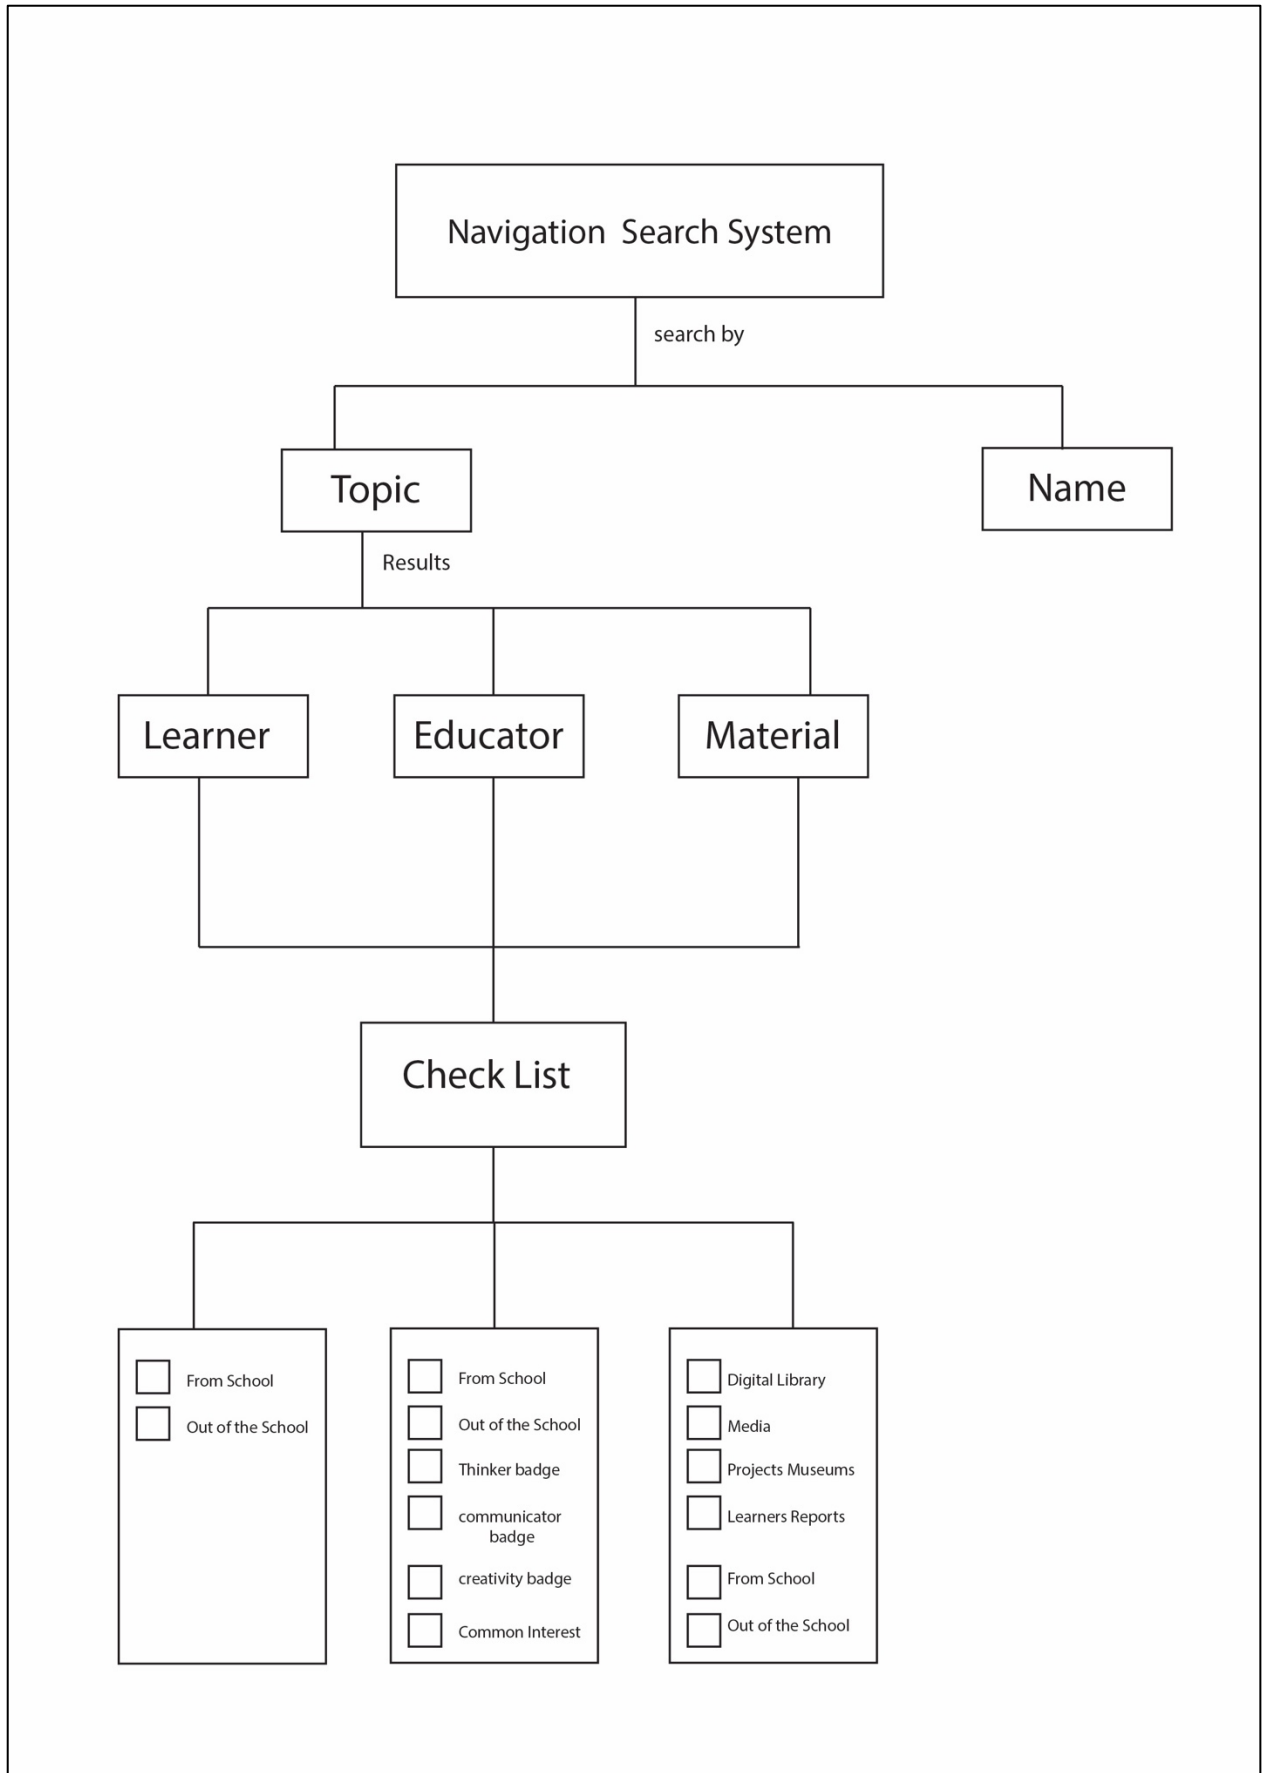 Navigation Search System
search by
Topic
Name
Results
Learner
Educator
Material
Check List
From School
Out of the School
From School
Out of the School
Thinker badge
communicator
badge
creativity badge
Common Interest
Digital Library
Media
Projects Museums
Learners Reports
From School
Out of the School